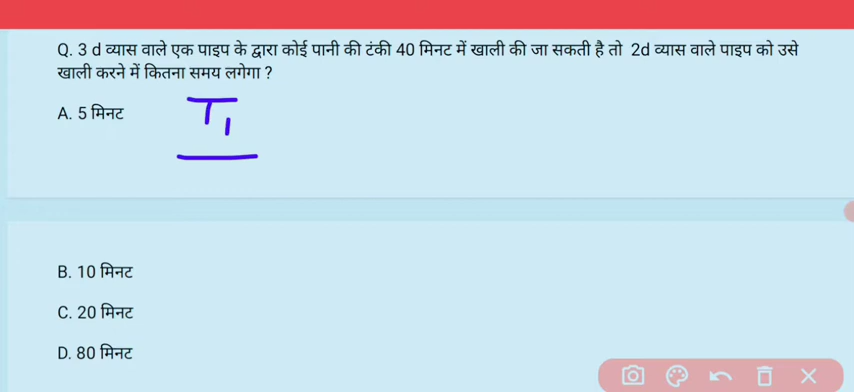 Q. 3 d व्यास वाले एक पाइप के द्वारा कोई पानी की टंकी 40 मिनट में खाली की जा सकती है तो 2d व्यास वाले पाइप को उसे
खाली करने में कितना समय लगेगा ?
A. 5 मिनट
T1
B. 10 मिनट
C. 20 मिनट
D. 80 मिनट